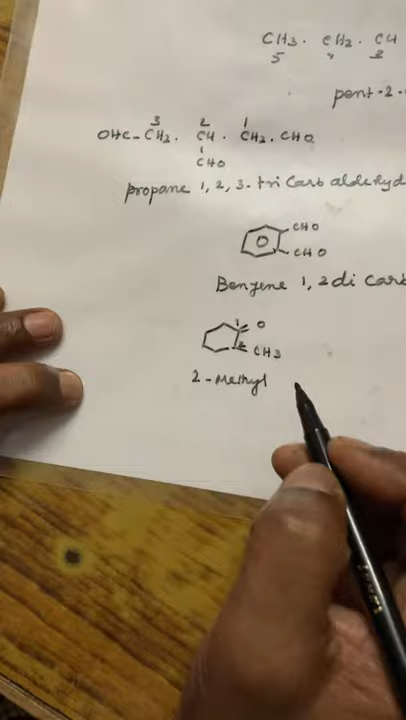 CH3. CH2. CH
5 4 3
pent-2-
3 2 1
OHC-CH2. CH. CH2. CHO
CHO
propane 1, 2, 3-tri Carb aldehyd
CHO
CHO
Benzene 1, 2 di Carb
1 O
2 CH3
2-Methyl